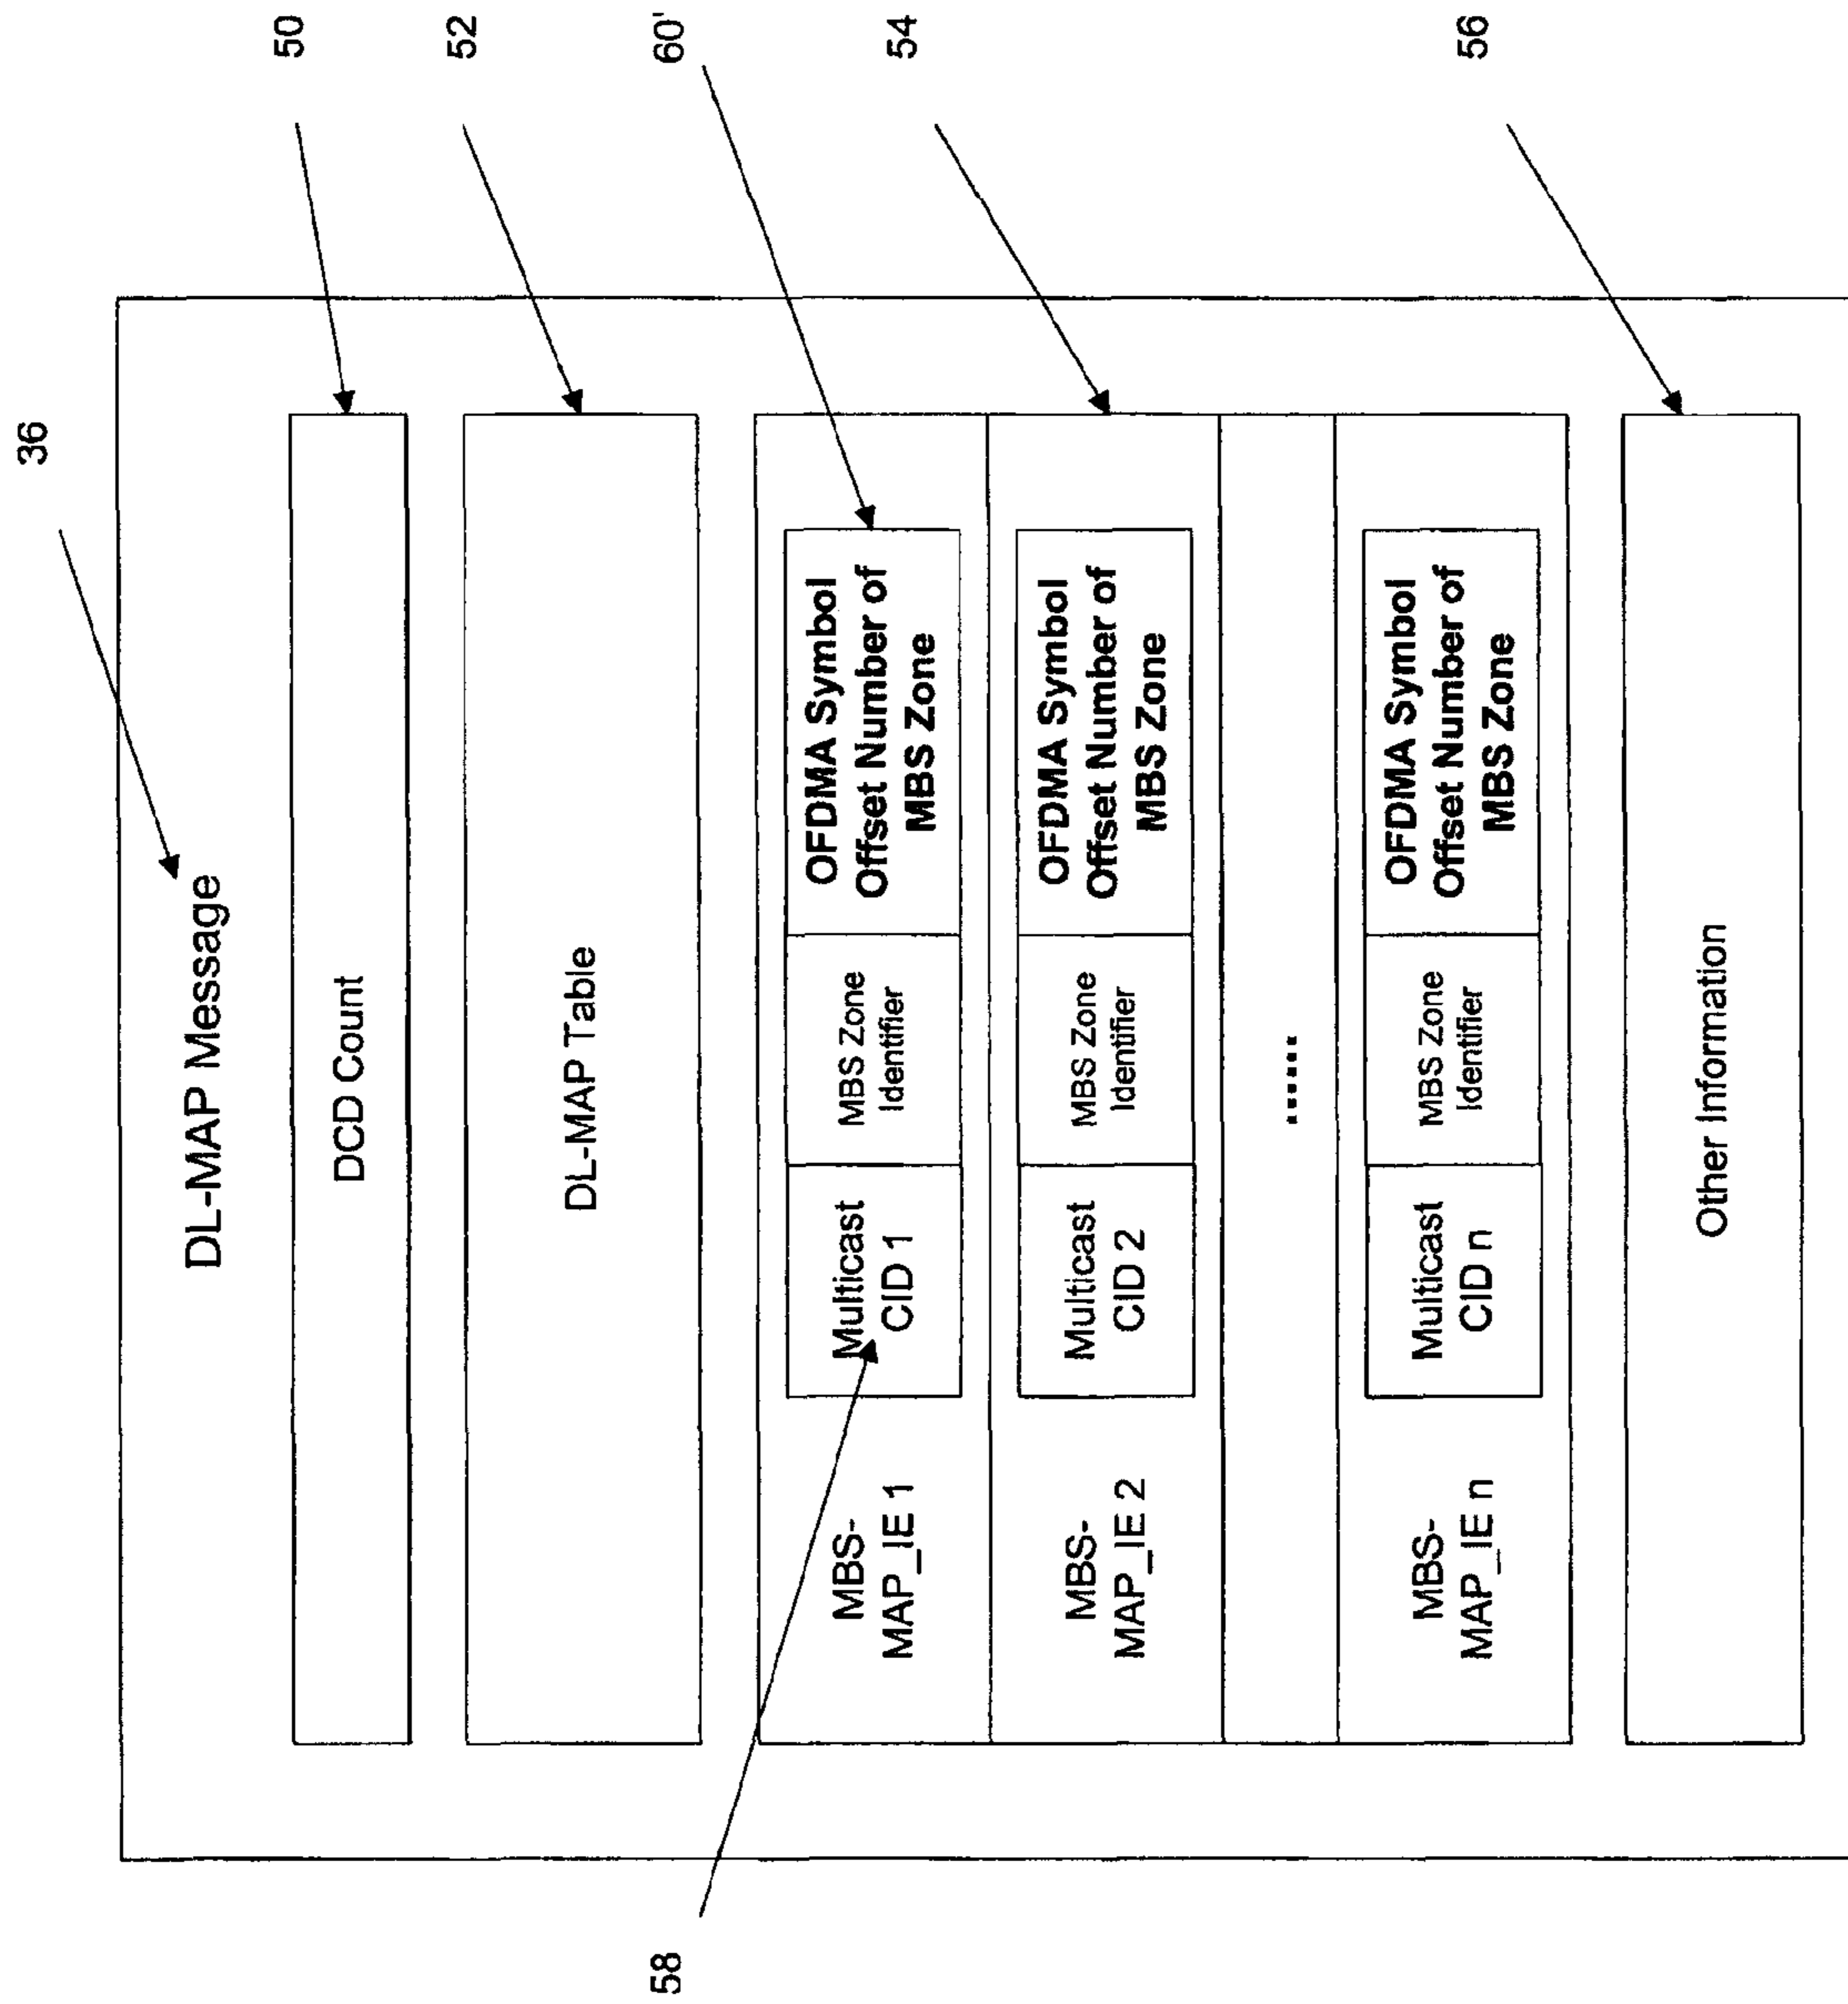 36
DL-MAP Message
50
DCD Count
52
DL-MAP Table
60'
58
MBS-
MAP_IE 1
Multicast
CID 1
MBS Zone
Identifier
OFDMA Symbol
Offset Number of
MBS Zone
54
MBS-
MAP_IE 2
Multicast
CID 2
MBS Zone
Identifier
OFDMA Symbol
Offset Number of
MBS Zone
......
MBS-
MAP_IE n
Multicast
CID n
MBS Zone
Identifier
OFDMA Symbol
Offset Number of
MBS Zone
56
Other Information